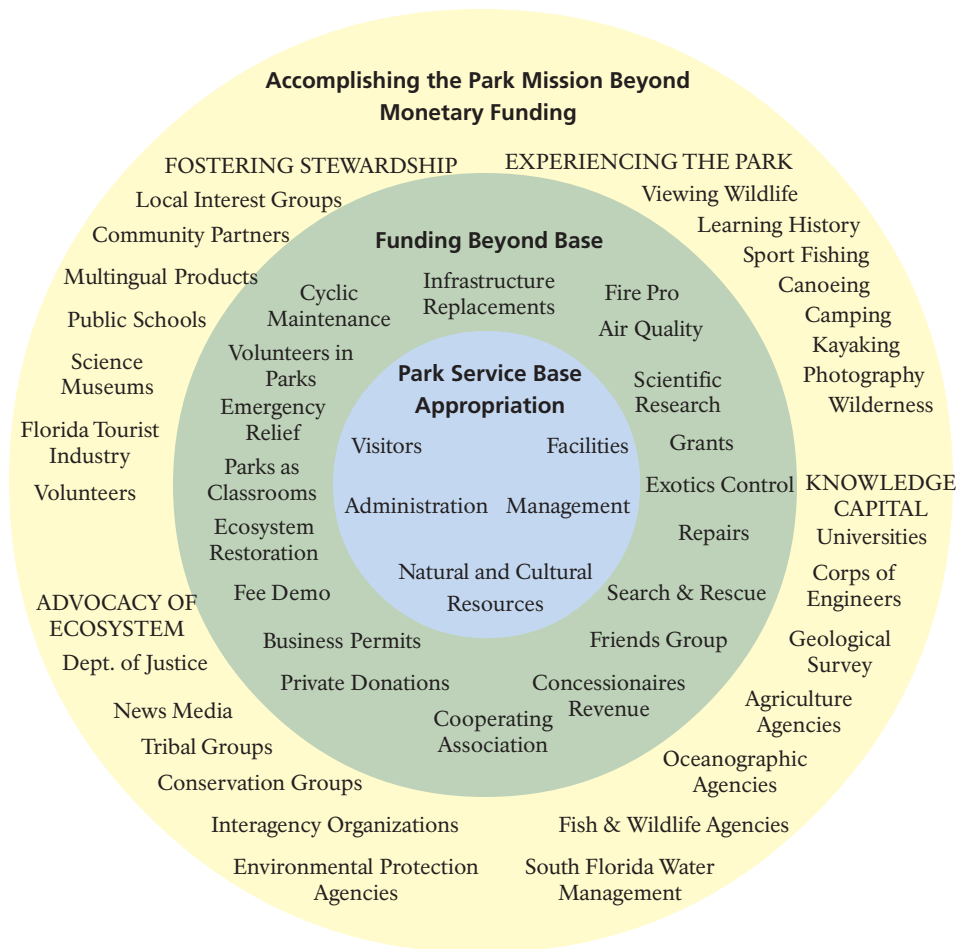 Accomplishing the Park Mission Beyond
Monetary Funding
FOSTERING STEWARDSHIP
Local Interest Groups
Community Partners
Multingual Products
Public Schools
Science
Museums
Florida Tourist
Industry
Volunteers
EXPERIENCING THE PARK
Viewing Wildlife
Learning History
Sport Fishing
Canoeing
Camping
Kayaking
Photography
Wilderness
KNOWLEDGE
CAPITAL
Universities
Corps of
Engineers
Geological
Survey
Agriculture
Agencies
Oceanographic
Agencies
Fish & Wildlife Agencies
South Florida Water
Management
ADVOCACY OF
ECOSYSTEM
Dept. of Justice
News Media
Tribal Groups
Conservation Groups
Interagency Organizations
Environmental Protection
Agencies
Funding Beyond Base
Infrastructure
Replacements
Cyclic
Maintenance
Volunteers in
Parks
Emergency
Relief
Parks as
Classrooms
Ecosystem
Restoration
Fee Demo
Business Permits
Private Donations
Cooperating
Association
Fire Pro
Air Quality
Scientific
Research
Grants
Exotics Control
Repairs
Search & Rescue
Friends Group
Concessionaires
Revenue
Park Service Base
Appropriation
Visitors
Facilities
Administration
Management
Natural and Cultural
Resources